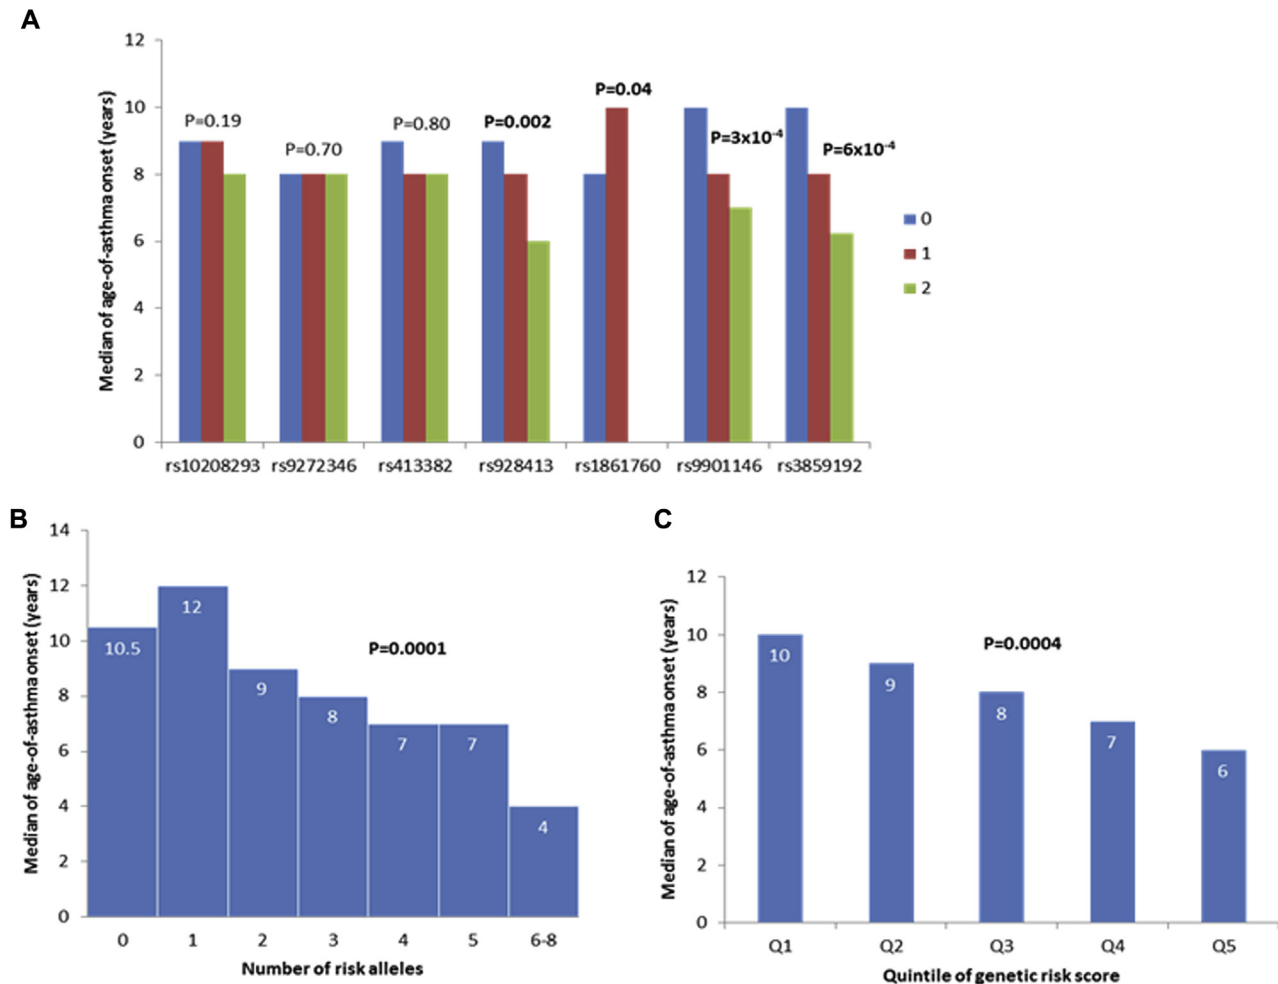 A
Median of age-of-asthma onset (years)
12
10
8
6
4
2
0
P=0.19
P=0.70
P=0.80
P=0.002
P=0.04
P=3x10-4
P=6x10-4
0
1
2
rs10208293 rs9272346 rs413382 rs928413 rs1861760 rs9901146 rs3859192
B
Median of age-of-asthma onset (years)
14
12
10
8
6
4
2
0
10.5
12
9
8
7
7
4
P=0.0001
0 1 2 3 4 5 6-8
Number of risk alleles
C
Median of age-of-asthma onset (years)
12
10
8
6
4
2
0
10
9
8
7
6
P=0.0004
Q1 Q2 Q3 Q4 Q5
Quintile of genetic risk score